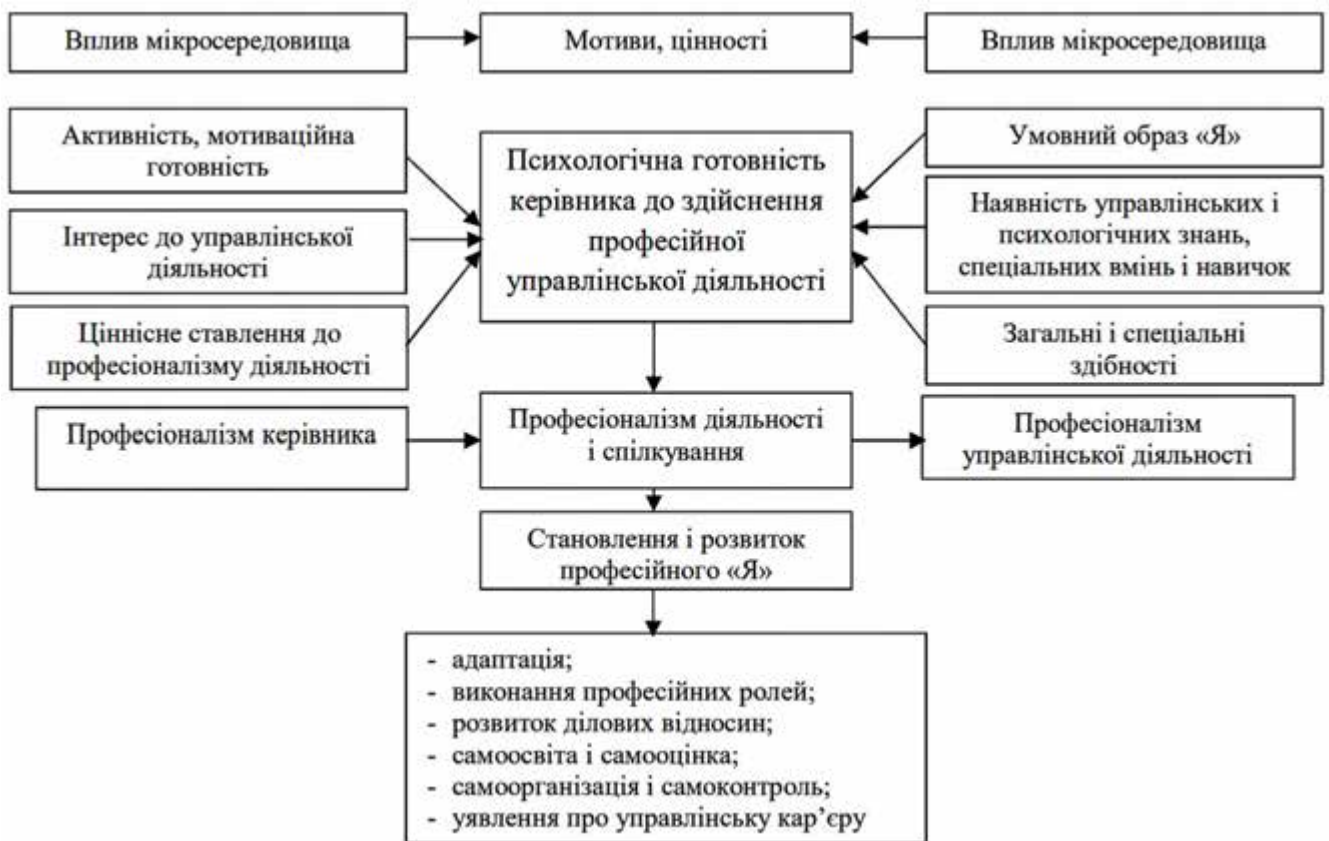 Вплив мікросередовища
Мотиви, цінності
Вплив мікросередовища
Активність, мотиваційна
готовність
Інтерес до управлінської
діяльності
Ціннісне ставлення до
професіоналізму діяльності
Психологічна готовність
керівника до здійснення
професійної
управлінської діяльності
Умовний образ «Я»
Наявність управлінських і
психологічних знань,
спеціальних вмінь і навичок
Загальні і спеціальні
здібності
Професіоналізм керівника
Професіоналізм діяльності
і спілкування
Професіоналізм
управлінської діяльності
Становлення і розвиток
професійного «Я»
- адаптація;
- виконання професійних ролей;
- розвиток ділових відносин;
- самоосвіта і самооцінка;
- самоорганізація і самоконтроль;
- уявлення про управлінську кар’єру